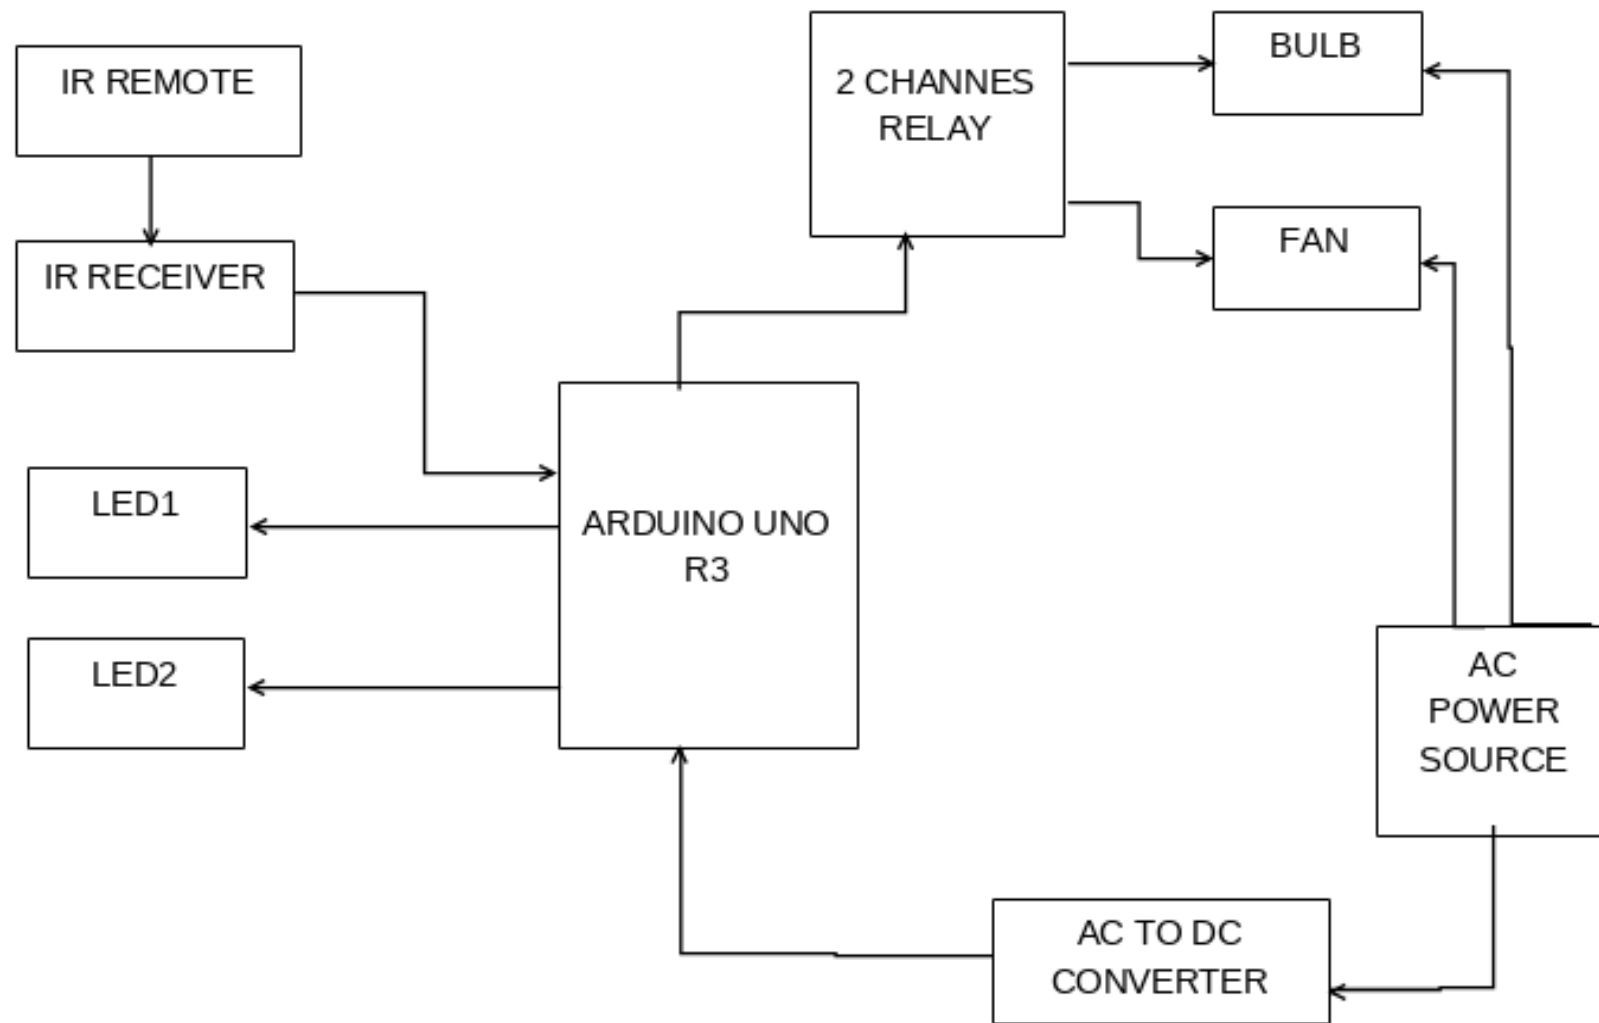 IR REMOTE
IR RECEIVER
LED1
LED2
ARDUINO UNO
R3
2 CHANNES
RELAY
BULB
FAN
AC
POWER
SOURCE
AC TO DC
CONVERTER